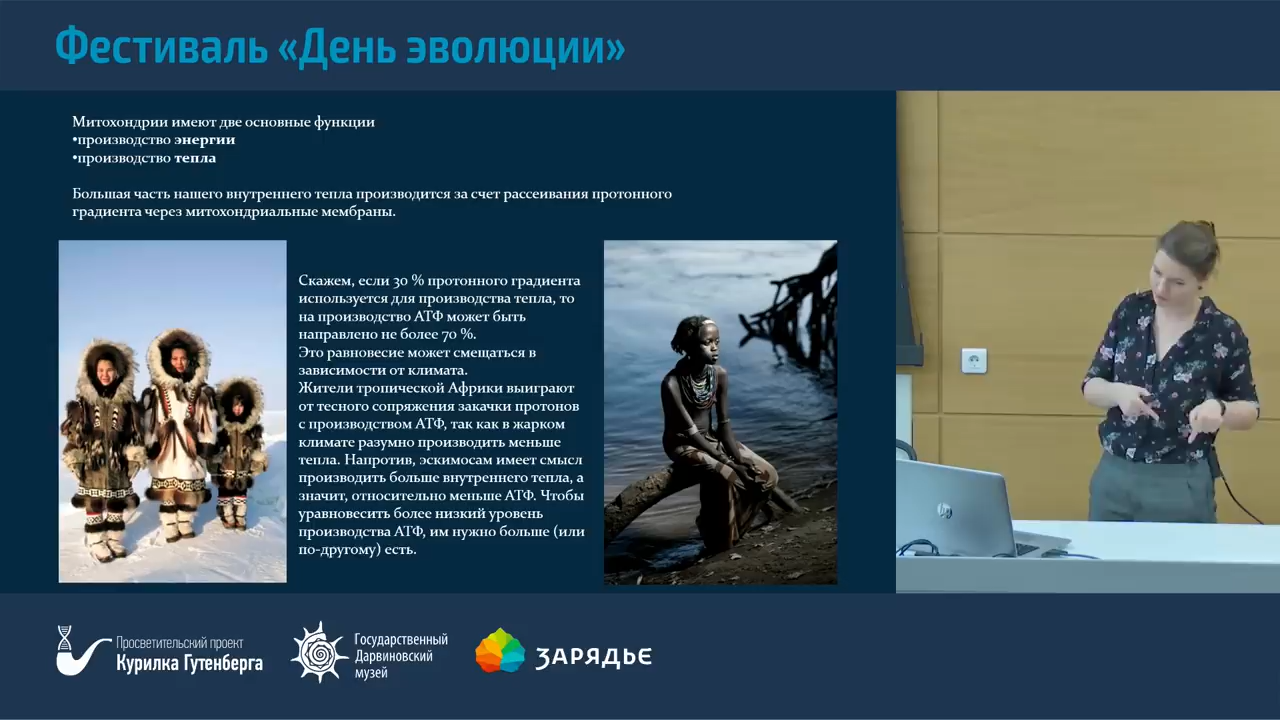 Фестиваль «День эволюции»
Митохондрии имеют две основные функции
•производство энергии
•производство тепла
Большая часть нашего внутреннего тепла производится за счет рассеивания протонного
градиента через митохондриальные мембраны.
Скажем, если 30 % протонного градиента
используется для производства тепла, то
на производство АТФ может быть
направлено не более 70 %.
Это равновесие может смещаться в
зависимости от климата.
Жители тропической Африки выиграют
от тесного сопряжения закачки протонов
с производством АТФ, так как в жарком
климате разумно производить меньше
тепла. Напротив, эскимосам имеет смысл
производить больше внутреннего тепла, а
значит, относительно меньше АТФ. Чтобы
уравновесить более низкий уровень
производства АТФ, им нужно больше (или
по-другому) есть.
hp
Просветительский проект
Курилка Гутенберга
Государственный
Дарвиновский
музей
ЗАРЯДЬЕ